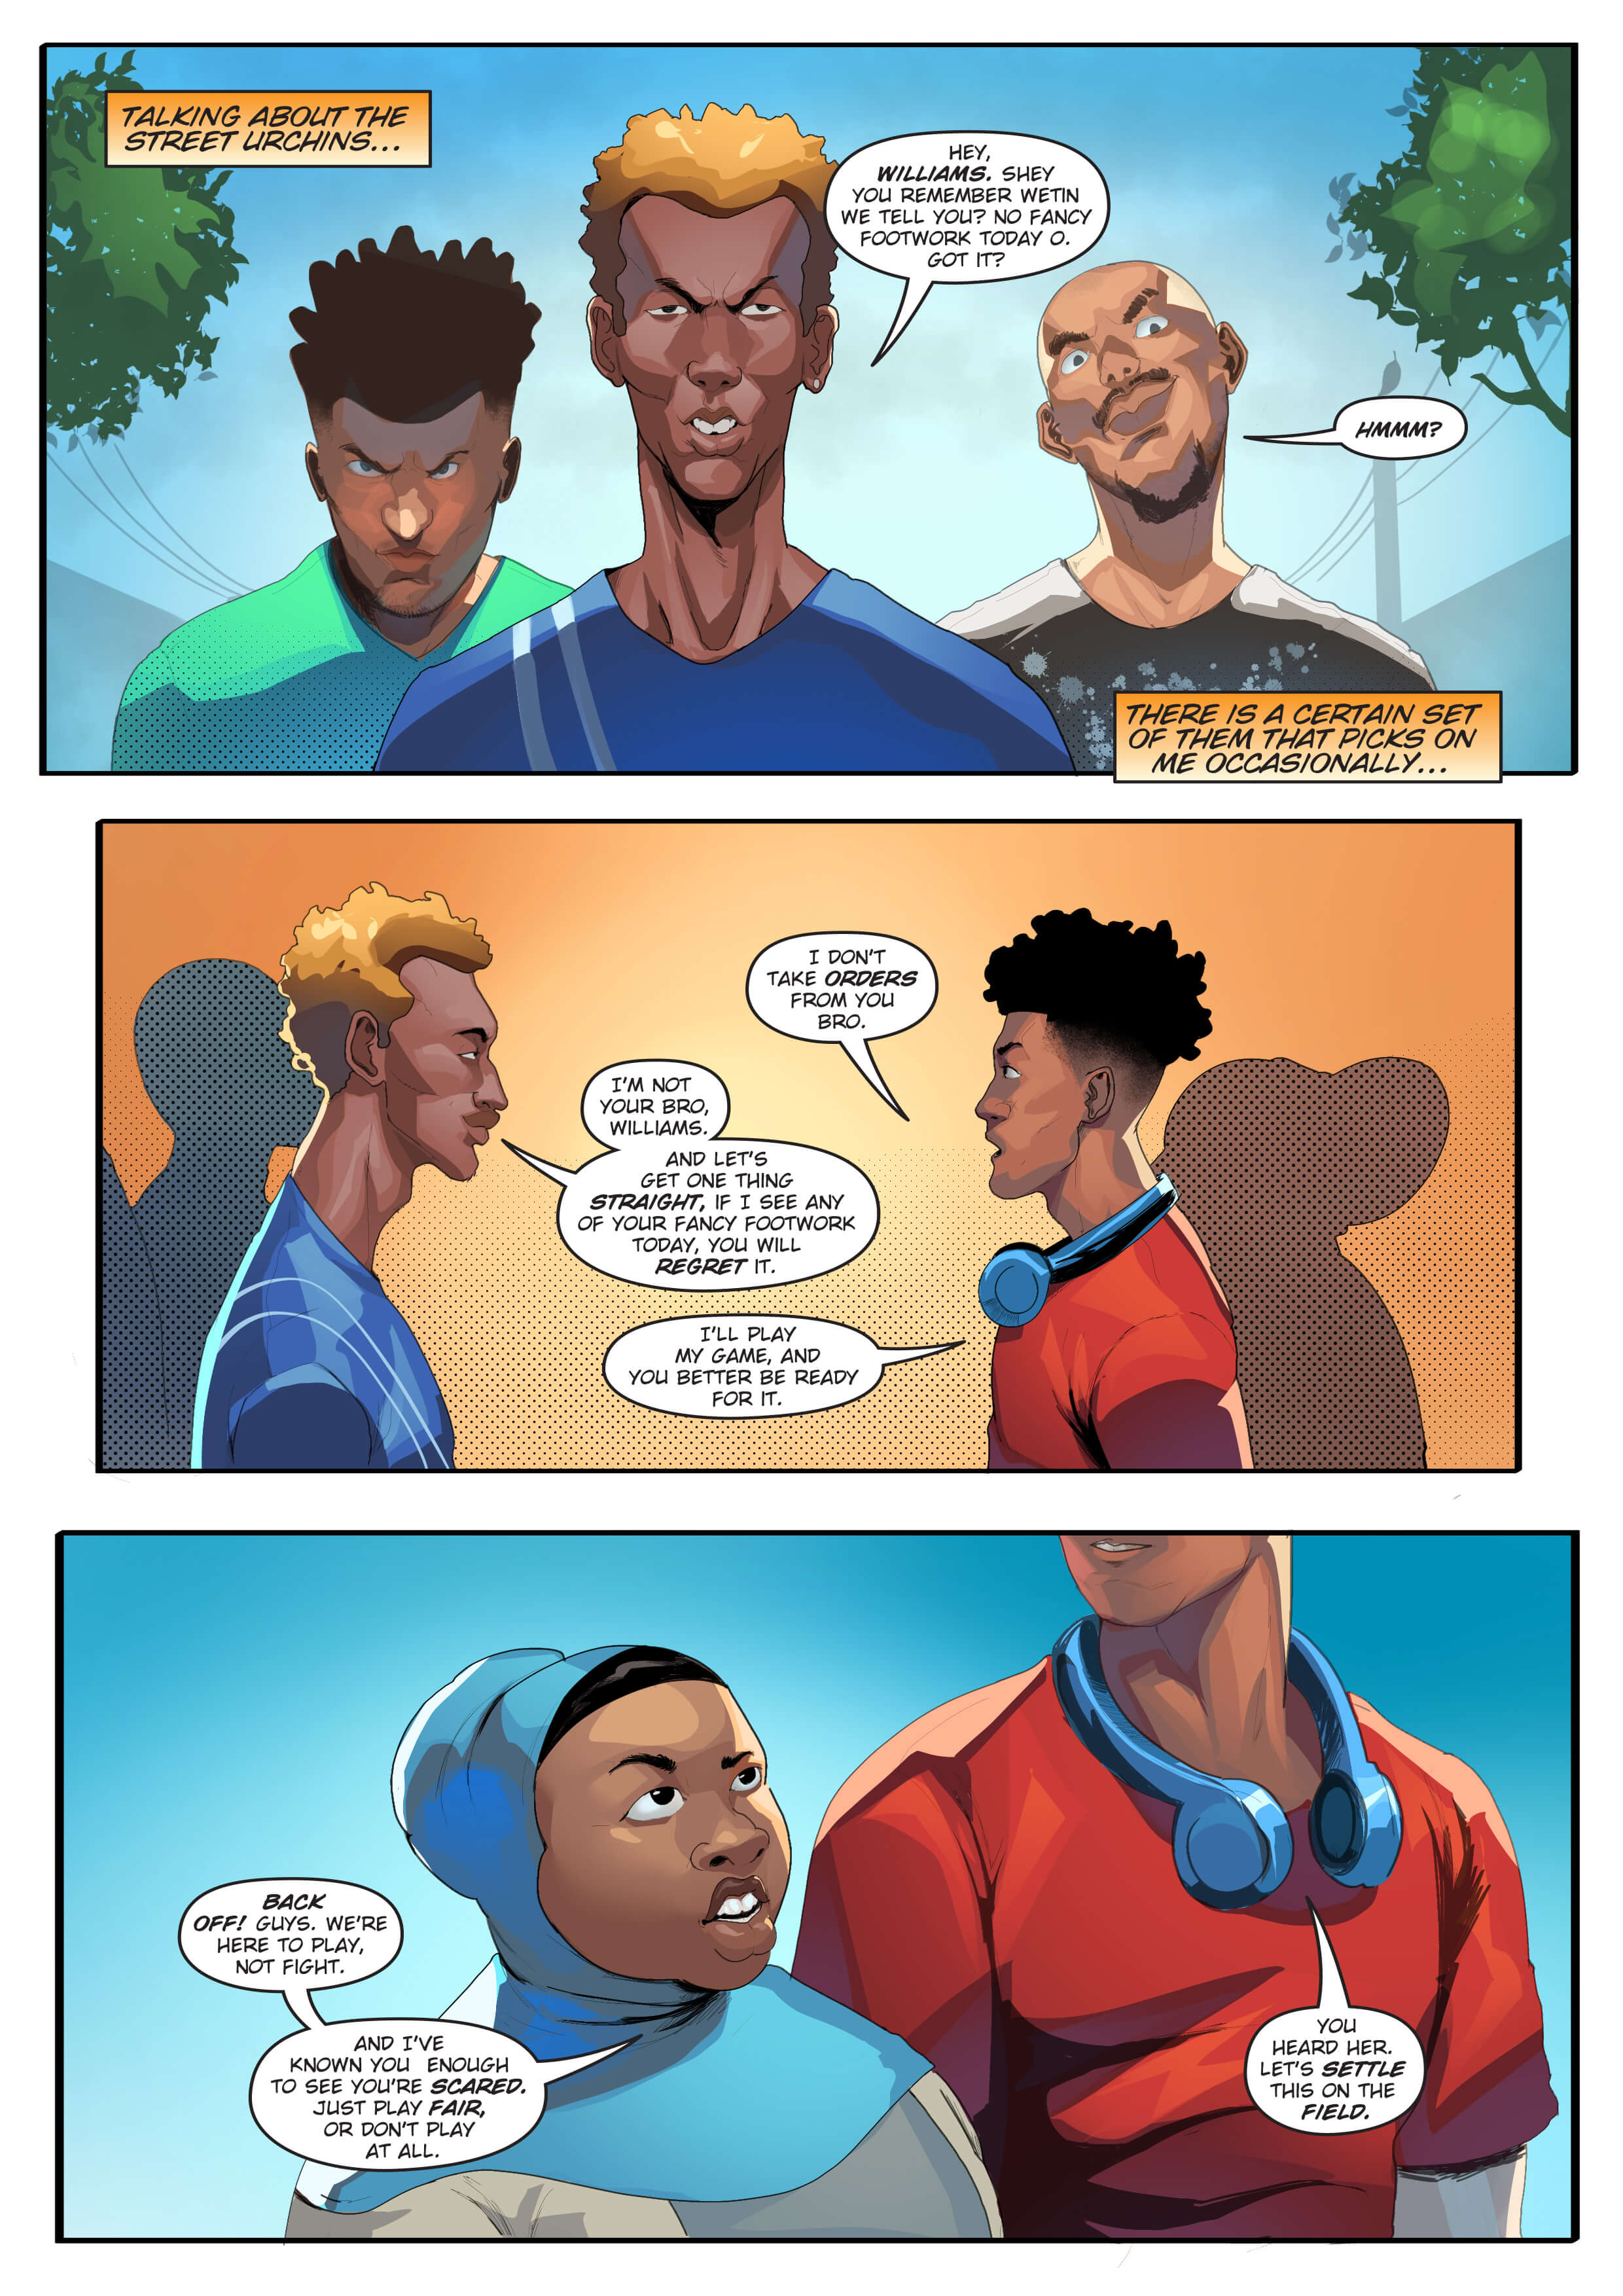 TALKING ABOUT THE
STREET URCHINS...
HEY,
WILLIAMS. SHEY
YOU REMEMBER WETIN
WE TELL YOU? NO FANCY
FOOTWORK TODAY O.
GOT IT?
HMMM?
THERE IS A CERTAIN SET
OF THEM THAT PICKS ON
ME OCCASIONALLY...
I DON'T
TAKE ORDERS
FROM YOU
BRO.
I'M NOT
YOUR BRO,
WILLIAMS.
AND LET'S
GET ONE THING
STRAIGHT, IF I SEE ANY
OF YOUR FANCY FOOTWORK
TODAY, YOU WILL
REGRET IT.
I'LL PLAY
MY GAME, AND
YOU BETTER BE READY
FOR IT.
BACK
OFF! GUYS. WE'RE
HERE TO PLAY,
NOT FIGHT.
AND I'VE
KNOWN YOU ENOUGH
TO SEE YOU'RE SCARED.
JUST PLAY FAIR,
OR DON'T PLAY
AT ALL.
YOU
HEARD HER.
LET'S SETTLE
THIS ON THE
FIELD.